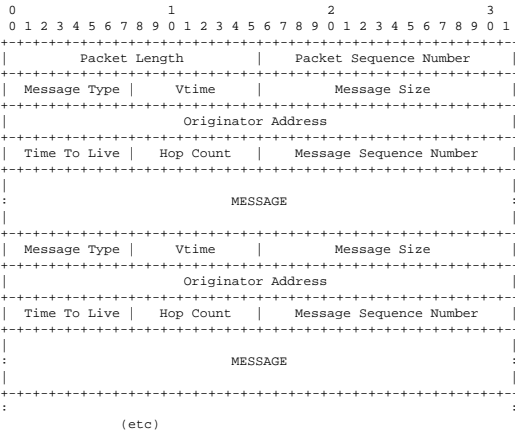 0                   1                   2                   3
 0 1 2 3 4 5 6 7 8 9 0 1 2 3 4 5 6 7 8 9 0 1 2 3 4 5 6 7 8 9 0 1
+-+-+-+-+-+-+-+-+-+-+-+-+-+-+-+-+-+-+-+-+-+-+-+-+-+-+-+-+-+-+-+-
|         Packet Length         |    Packet Sequence Number     |
+-+-+-+-+-+-+-+-+-+-+-+-+-+-+-+-+-+-+-+-+-+-+-+-+-+-+-+-+-+-+-+-
|  Message Type |     Vtime     |         Message Size          |
+-+-+-+-+-+-+-+-+-+-+-+-+-+-+-+-+-+-+-+-+-+-+-+-+-+-+-+-+-+-+-+-
|                      Originator Address                       |
+-+-+-+-+-+-+-+-+-+-+-+-+-+-+-+-+-+-+-+-+-+-+-+-+-+-+-+-+-+-+-+-
|  Time To Live |   Hop Count   |    Message Sequence Number    |
+-+-+-+-+-+-+-+-+-+-+-+-+-+-+-+-+-+-+-+-+-+-+-+-+-+-+-+-+-+-+-+-
|                                                               |
:                            MESSAGE                            :
|                                                               |
+-+-+-+-+-+-+-+-+-+-+-+-+-+-+-+-+-+-+-+-+-+-+-+-+-+-+-+-+-+-+-+-
|  Message Type |     Vtime     |         Message Size          |
+-+-+-+-+-+-+-+-+-+-+-+-+-+-+-+-+-+-+-+-+-+-+-+-+-+-+-+-+-+-+-+-
|                      Originator Address                       |
+-+-+-+-+-+-+-+-+-+-+-+-+-+-+-+-+-+-+-+-+-+-+-+-+-+-+-+-+-+-+-+-
|  Time To Live |   Hop Count   |    Message Sequence Number    |
+-+-+-+-+-+-+-+-+-+-+-+-+-+-+-+-+-+-+-+-+-+-+-+-+-+-+-+-+-+-+-+-
|                                                               |
:                            MESSAGE                            :
|                                                               |
+-+-+-+-+-+-+-+-+-+-+-+-+-+-+-+-+-+-+-+-+-+-+-+-+-+-+-+-+-+-+-+-
:                                                               :
              (etc)